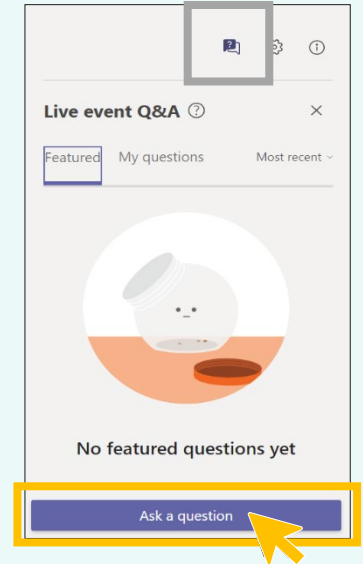 Live event Q&A
Featured My questions Most recent
No featured questions yet
Ask a question